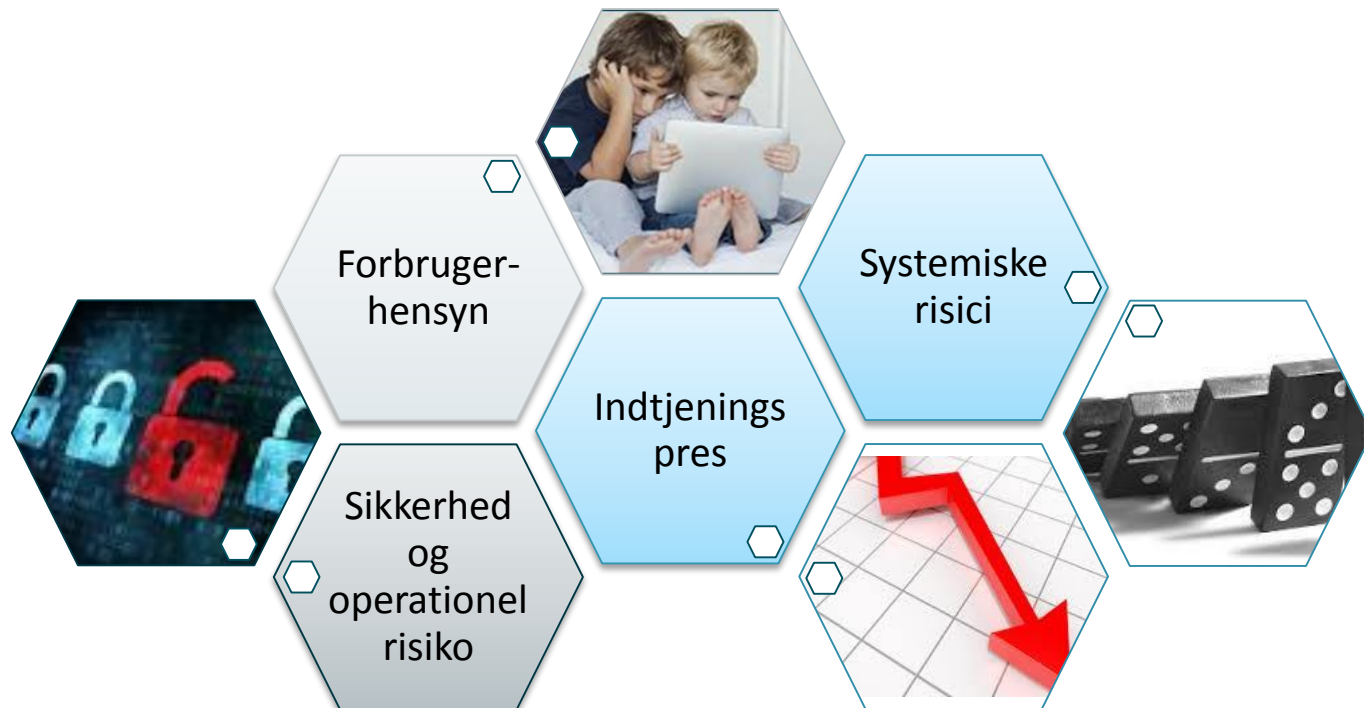 Forbruger-
hensyn
Systemiske
risici
Indtjenings
pres
Sikkerhed
og
operationel
risiko